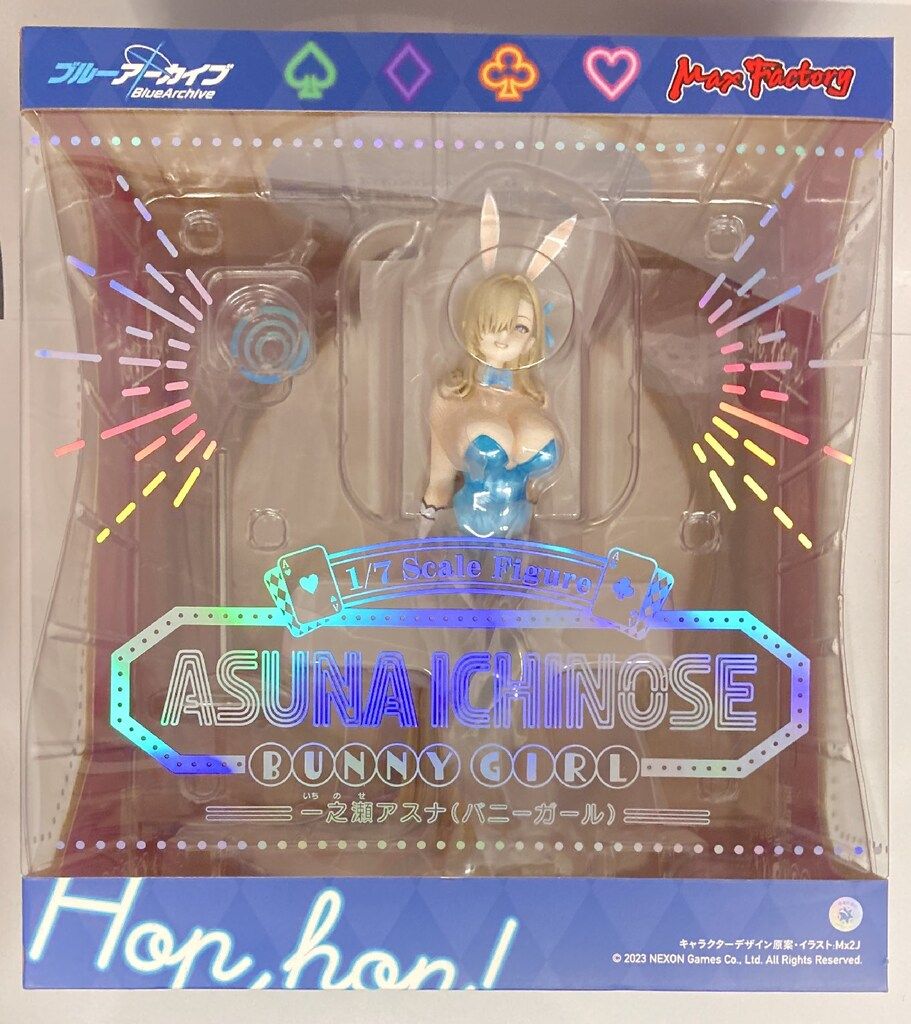 ブルーアーカイブ
BlueArchive
Max Factory
1/7 Scale Figure
A
A
A
ASUNA ICHINOSE
BUNNY GIRL
いちのせ
一之瀬アスナ(バニーガール)
Hop, hop!
キャラクターデザイン原案・イラスト:Mx2J
© 2023 NEXON Games Co., Ltd. All Rights Reserved.